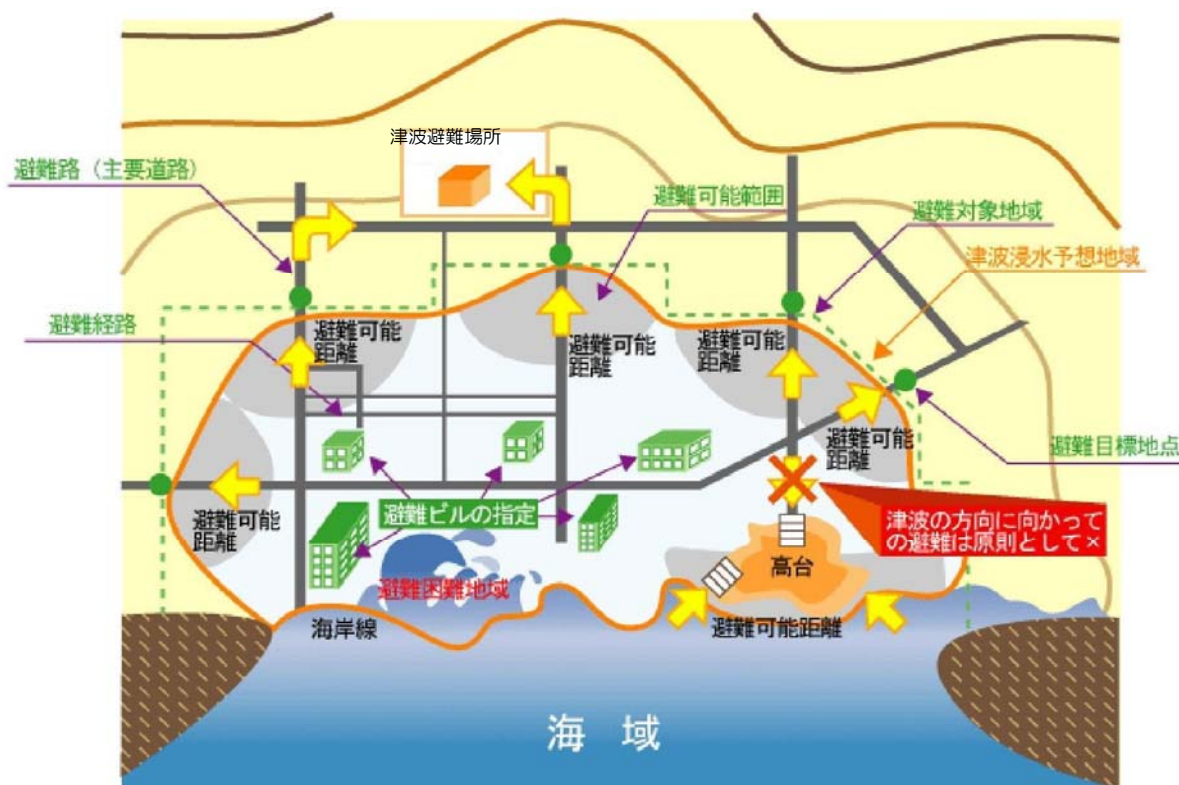 津波避難場所
避難路（主要道路）
避難可能範囲
避難対象地域
津波浸水予想地域
避難経路
避難可能
距離
避難可能
距離
避難可能
距離
避難可能
距離
避難目標地点
避難可能
距離
避難ビルの指定
津波の方向に向かって
の避難は原則として×
高台
避難困難地域
海岸線
避難可能距離
海域